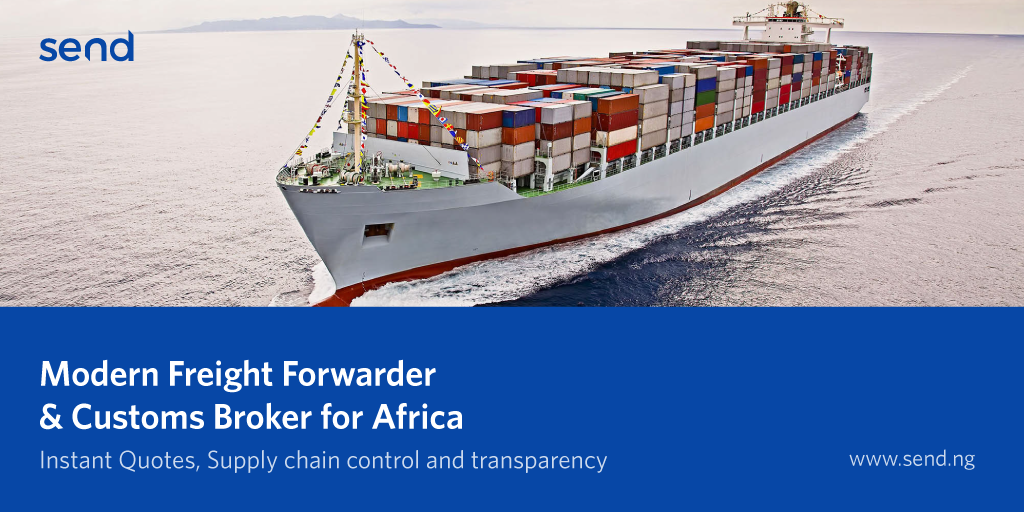 send
Modern Freight Forwarder
& Customs Broker for Africa
Instant Quotes, Supply chain control and transparency
www.send.ng